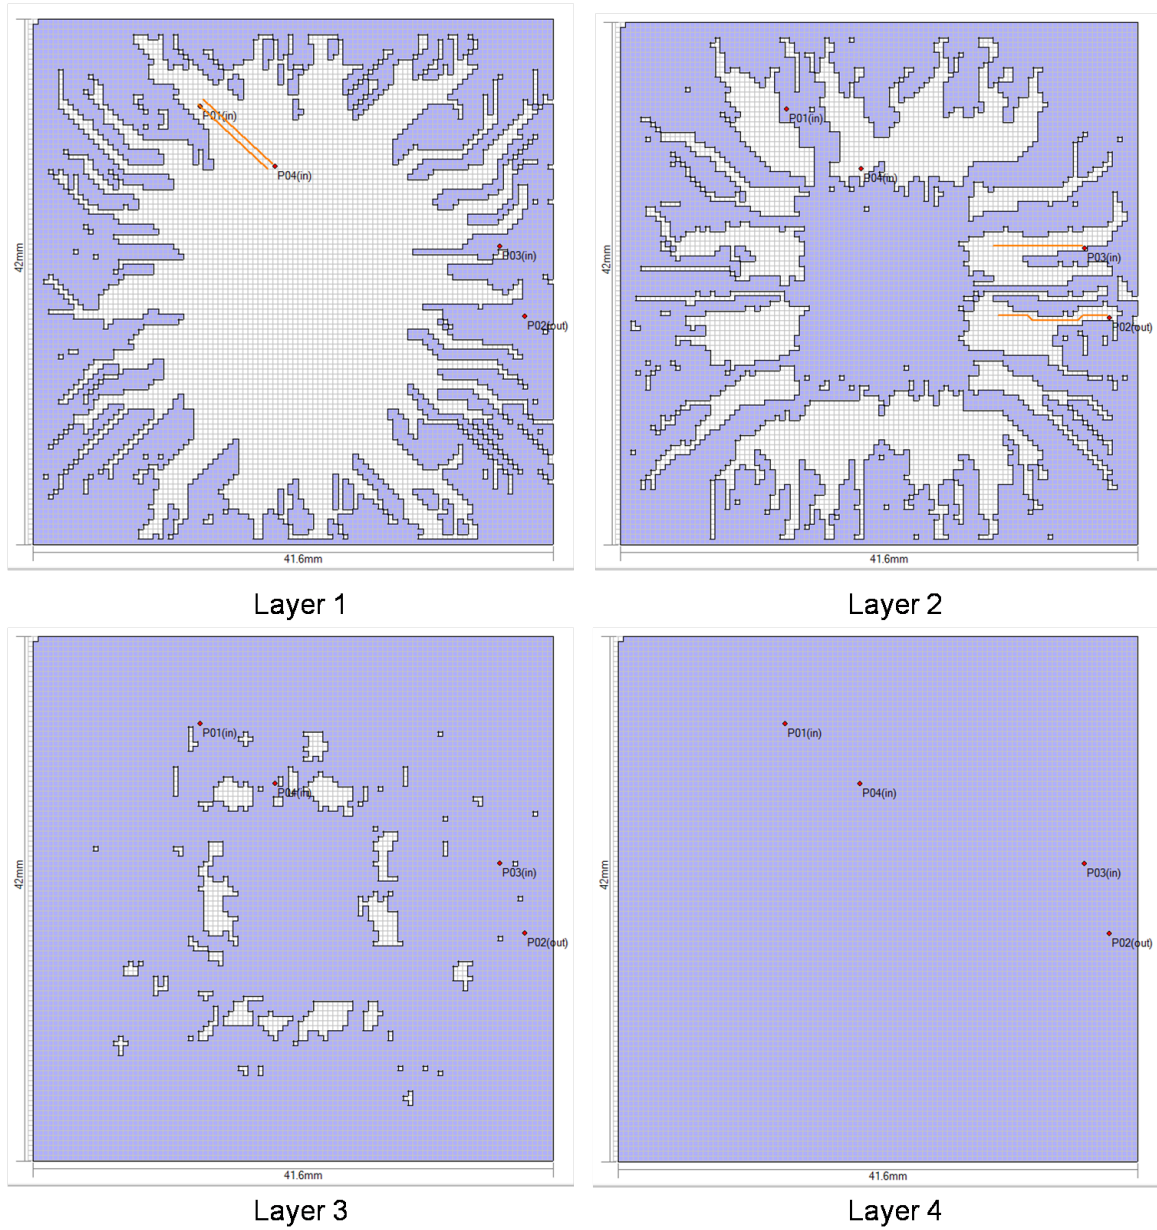 P01(in)
P04(in)
P03(in)
P02(out)
42mm
41.6mm
Layer 1
P01(in)
P04(in)
P03(in)
P02(out)
42mm
41.6mm
Layer 2
P01(in)
P04(in)
P03(in)
P02(out)
42mm
41.6mm
Layer 3
P01(in)
P04(in)
P03(in)
P02(out)
42mm
41.6mm
Layer 4